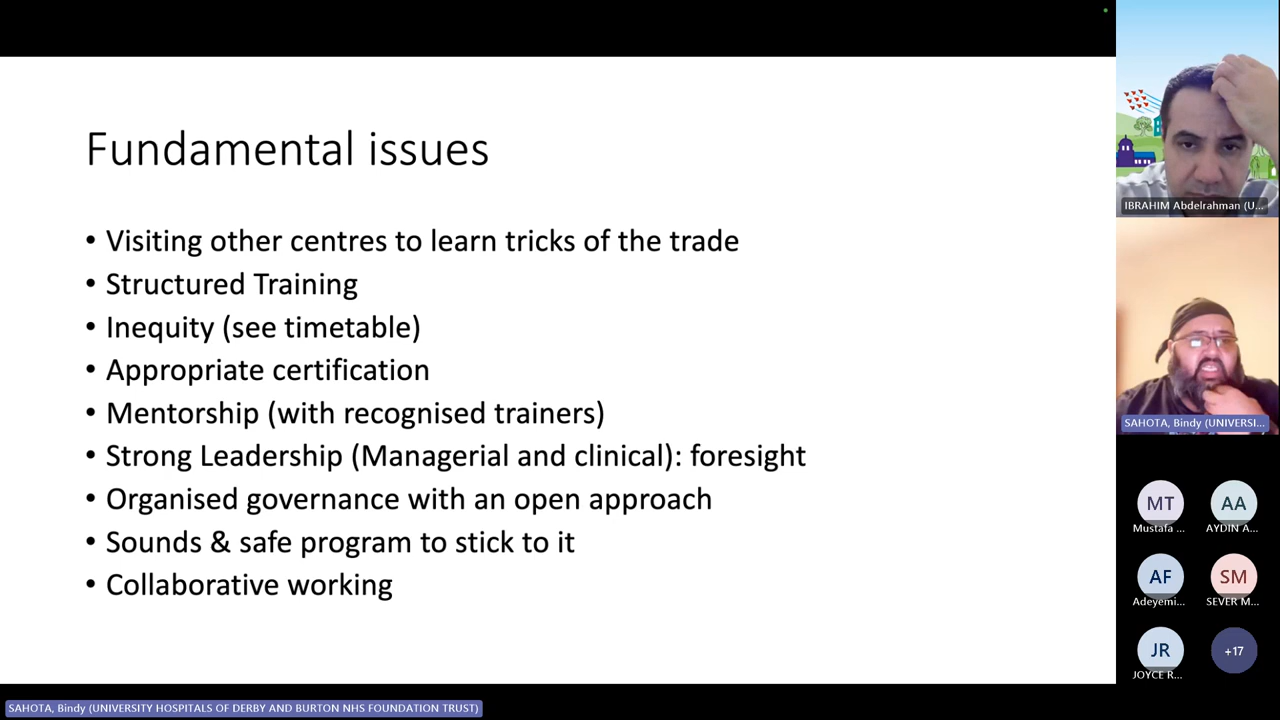 Fundamental issues
• Visiting other centres to learn tricks of the trade
• Structured Training
• Inequity (see timetable)
• Appropriate certification
• Mentorship (with recognised trainers)
• Strong Leadership (Managerial and clinical): foresight
• Organised governance with an open approach
• Sounds & safe program to stick to it
• Collaborative working
IBRAHIM Abdelrahman (U...
SAHOTA, Bindy (UNIVERSI...
MT
AA
Mustafa ...
AYDIN A...
AF
SM
Adeyemi...
SEVER M...
JR
+17
JOYCE R...
SAHOTA, Bindy (UNIVERSITY HOSPITALS OF DERBY AND BURTON NHS FOUNDATION TRUST)